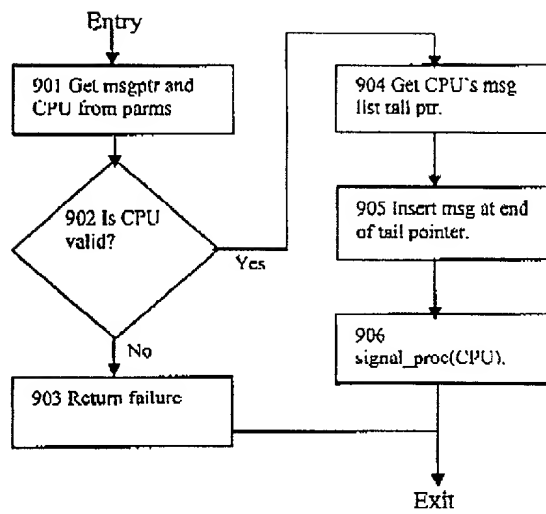 Entry
901 Get msgptr and
CPU from parms
902 Is CPU
valid?
Yes
No
903 Return failure
904 Get CPU's msg
list tail ptr.
905 Insert msg at end
of tail pointer.
906
signal_proc(CPU).
Exit